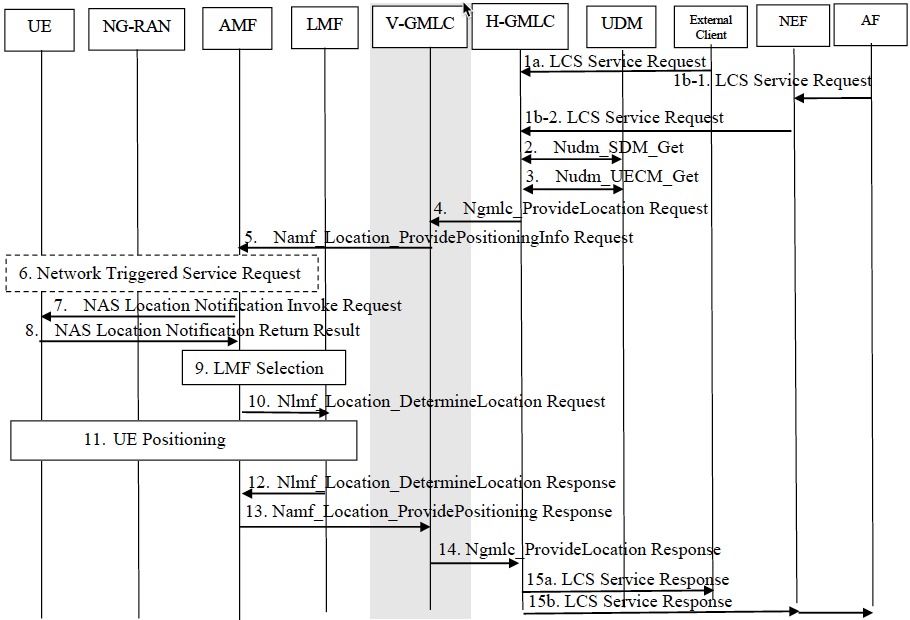 UE
NG-RAN
AMF
LMF
V-GMLC
H-GMLC
UDM
External
Client
NEF
AF
1a. LCS Service Request
1b-1. LCS Service Request
1b-2. LCS Service Request
2. Nudm_SDM_Get
3. Nudm_UECM_Get
4. Ngmlc_ProvideLocation Request
5. Namf_Location_ProvidePositioningInfo Request
6. Network Triggered Service Request
7. NAS Location Notification Invoke Request
8. NAS Location Notification Return Result
9. LMF Selection
10. Nlmf_Location_DetermineLocation Request
11. UE Positioning
12. Nlmf_Location_DetermineLocation Response
13. Namf_Location_ProvidePositioning Response
14. Ngmlc_ProvideLocation Response
15a. LCS Service Response
15b. LCS Service Response